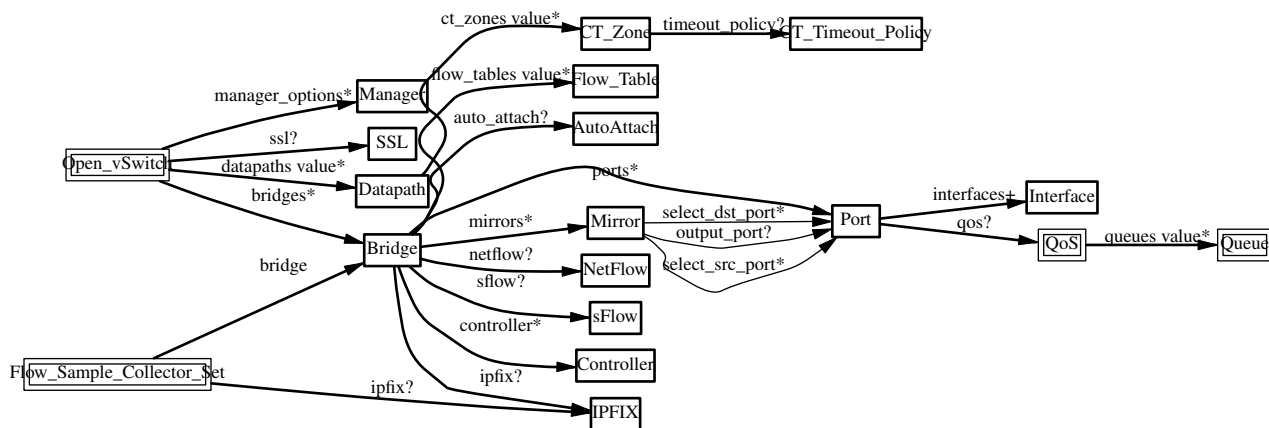 ct_zones value*
CT_Zone
timeout_policy?
CT_Timeout_Policy
flow_tables value*
Flow_Table
manager_options*
Manager
auto_attach?
AutoAttach
ssl?
SSL
Open_vSwitch
datapaths value*
Datapath
ports*
bridges*
interfaces+
Interface
mirrors*
Mirror
select_dst_port*
Port
output_port?
qos?
Bridge
QoS
queues value*
Queue
netflow?
NetFlow
select_src_port*
bridge
sflow?
sFlow
controller*
Controller
Flow_Sample_Collector_Set
ipfix?
ipfix?
IPFIX